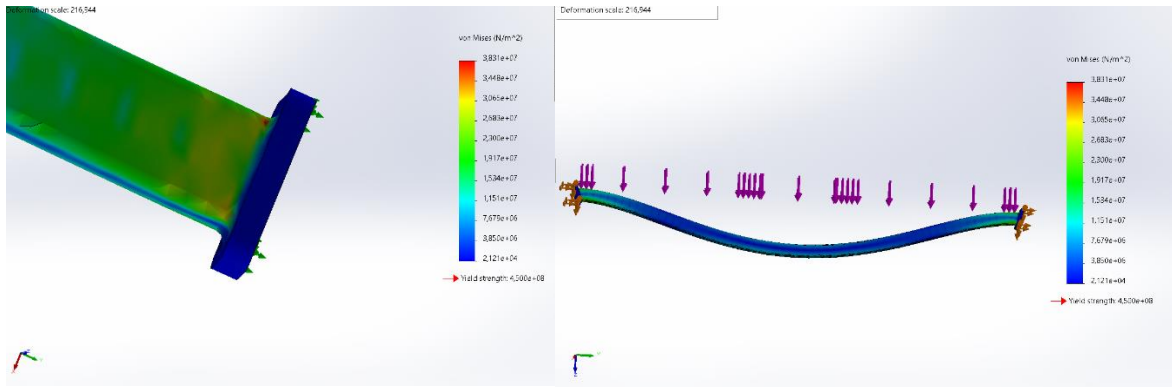 Deformation scale: 216,944
von Mises (N/m^2)
3,831e+07
3,448e+07
3,065e+07
2,683e+07
2,300e+07
1,917e+07
1,534e+07
1,151e+07
7,679e+06
3,850e+06
2,121e+04
Yield strength: 4,500e+08
Deformation scale: 216,944
von Mises (N/m^2)
3,831e+07
3,448e+07
3,065e+07
2,683e+07
2,300e+07
1,917e+07
1,534e+07
1,151e+07
7,679e+06
3,850e+06
2,121e+04
Yield strength: 4,500e+08